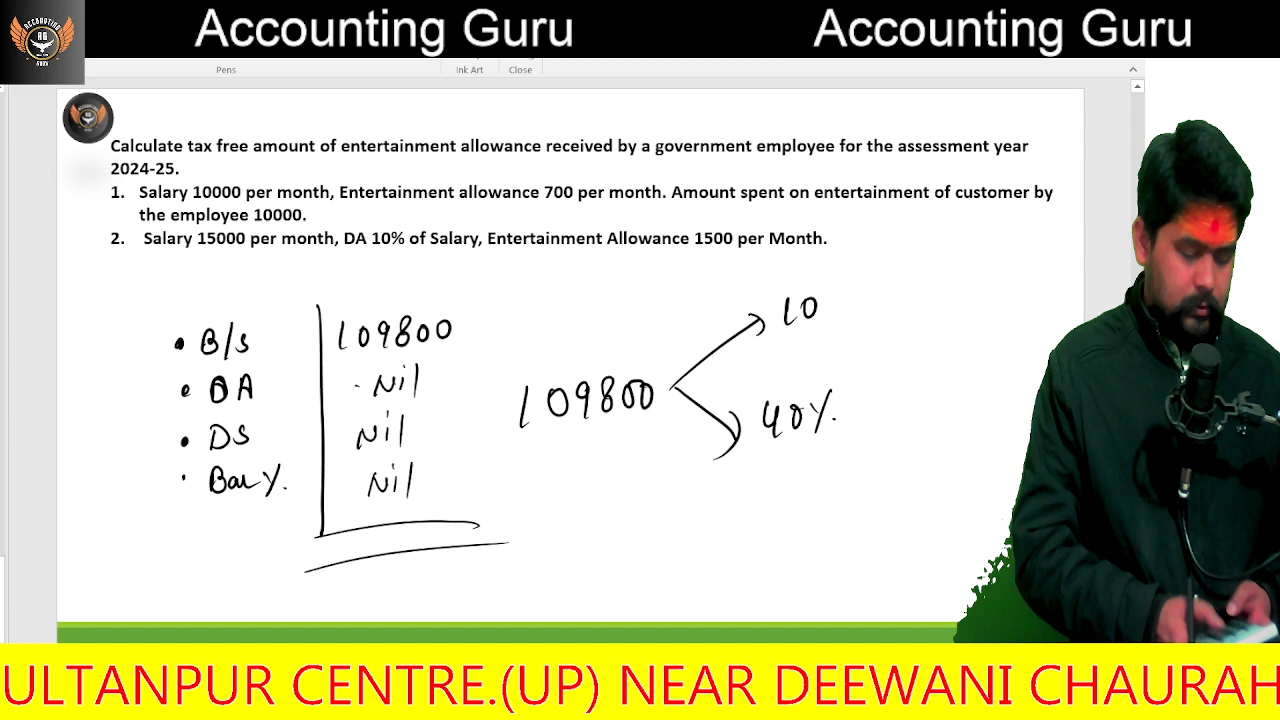 Accounting Guru
Accounting Guru
ACCOUNTING
AG
GURU
Pens
Ink Art
Close
Calculate tax free amount of entertainment allowance received by a government employee for the assessment year
2024-25.
1. Salary 10000 per month, Entertainment allowance 700 per month. Amount spent on entertainment of customer by
the employee 10000.
2. Salary 15000 per month, DA 10% of Salary, Entertainment Allowance 1500 per Month.
• B/S 109800
• DA Nil
• DS Nil
Nil
109800
10
40%.
ULTANPUR CENTRE.(UP) NEAR DEEWANI CHAURAH